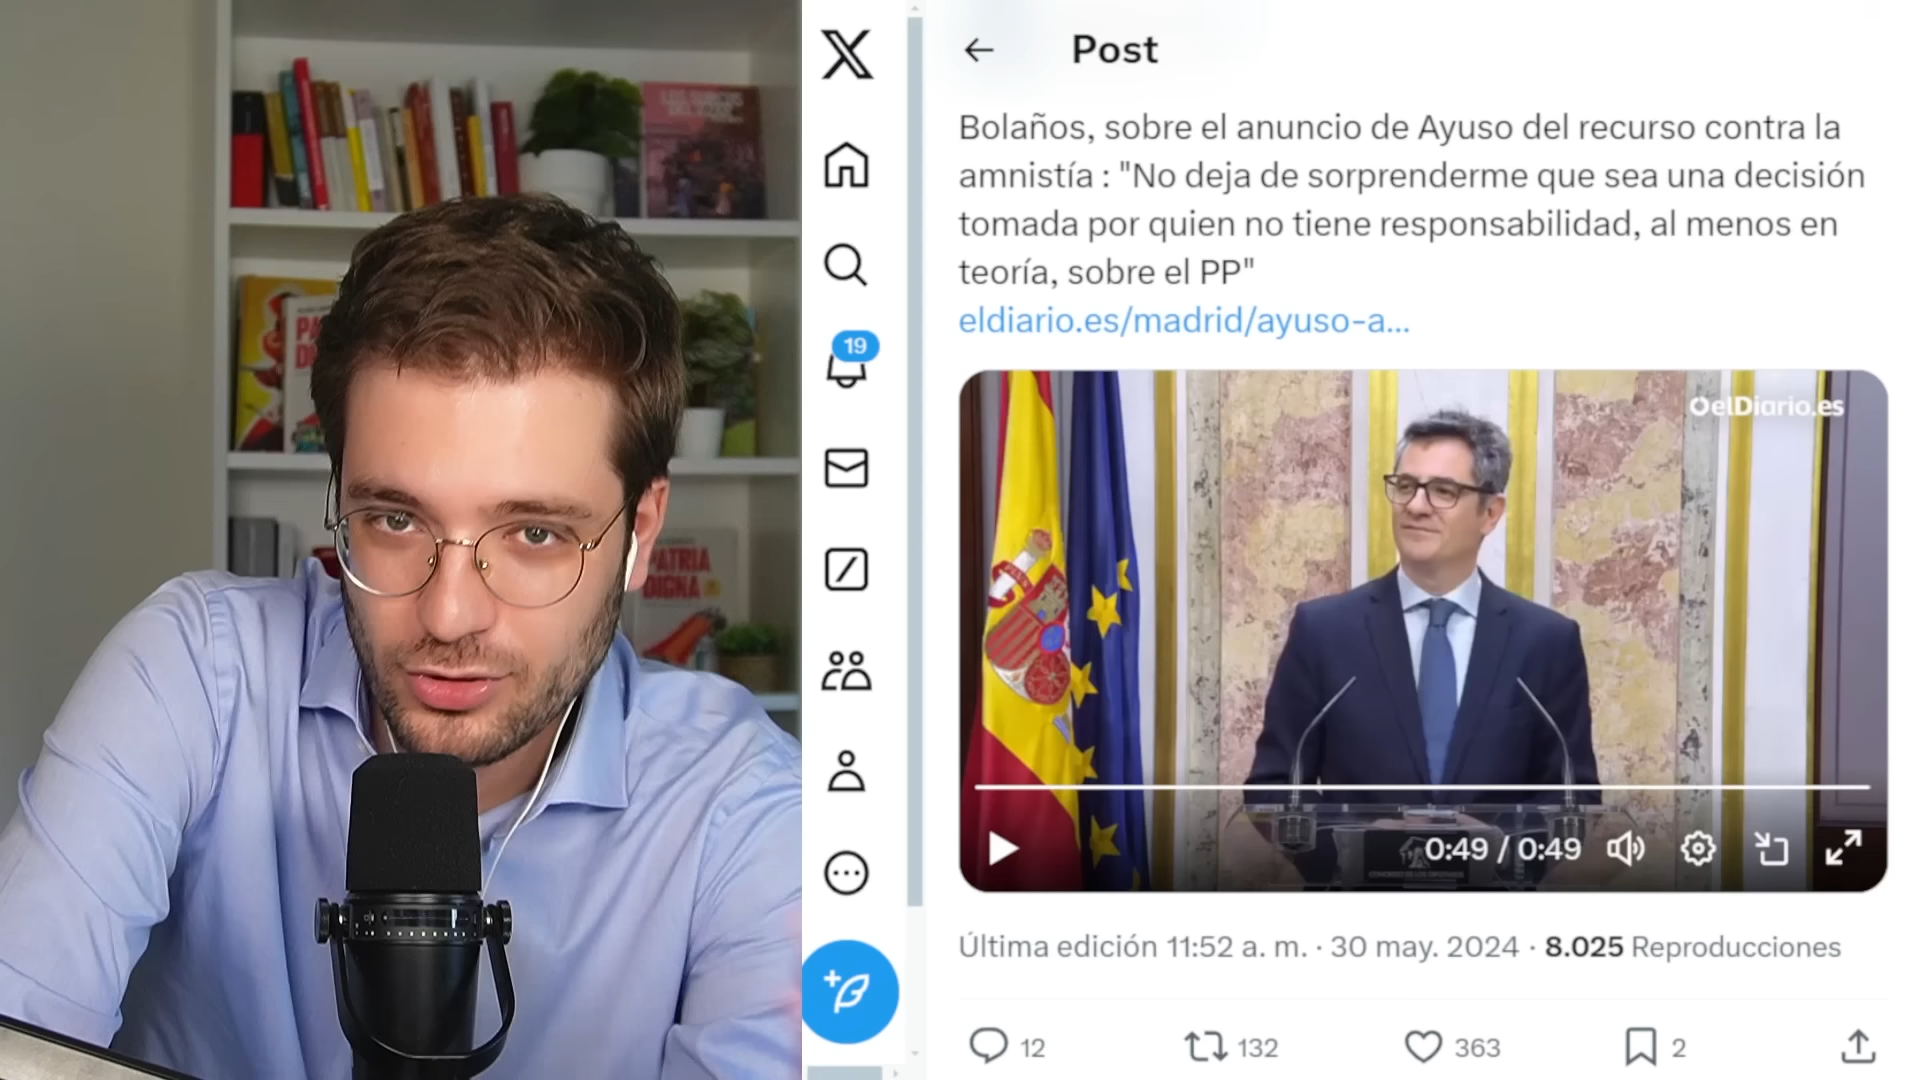 19
Post
Bolaños, sobre el anuncio de Ayuso del recurso contra la
amnistía : "No deja de sorprenderme que sea una decisión
tomada por quien no tiene responsabilidad, al menos en
teoría, sobre el PP"
eldiario.es/madrid/ayuso-a...
elDiario.es
0:49 / 0:49
Última edición 11:52 a. m. · 30 may. 2024 · 8.025 Reproducciones
12 132 363 2
PATRIA
DIGNA